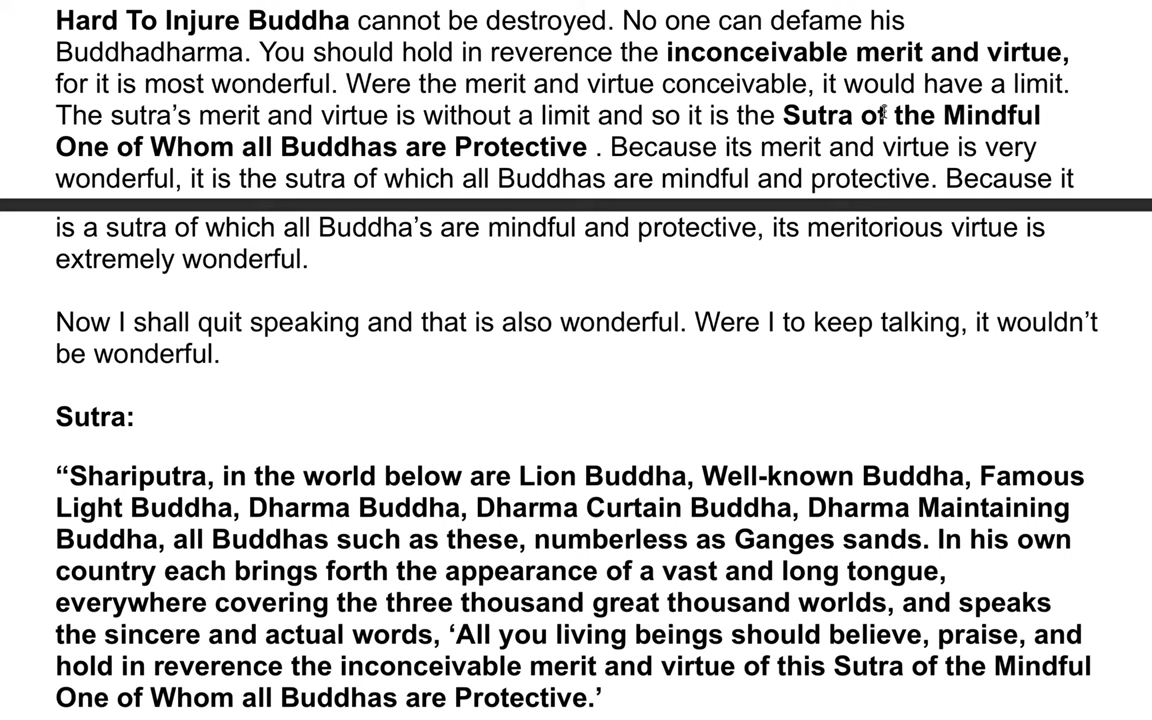 Hard To Injure Buddha cannot be destroyed. No one can defame his
Buddhadharma. You should hold in reverence the inconceivable merit and virtue,
for it is most wonderful. Were the merit and virtue conceivable, it would have a limit.
The sutra’s merit and virtue is without a limit and so it is the Sutra of the Mindful
One of Whom all Buddhas are Protective . Because its merit and virtue is very
wonderful, it is the sutra of which all Buddhas are mindful and protective. Because it
is a sutra of which all Buddha’s are mindful and protective, its meritorious virtue is
extremely wonderful.
Now I shall quit speaking and that is also wonderful. Were I to keep talking, it wouldn’t
be wonderful.
Sutra:
“Shariputra, in the world below are Lion Buddha, Well-known Buddha, Famous
Light Buddha, Dharma Buddha, Dharma Curtain Buddha, Dharma Maintaining
Buddha, all Buddhas such as these, numberless as Ganges sands. In his own
country each brings forth the appearance of a vast and long tongue,
everywhere covering the three thousand great thousand worlds, and speaks
the sincere and actual words, ‘All you living beings should believe, praise, and
hold in reverence the inconceivable merit and virtue of this Sutra of the Mindful
One of Whom all Buddhas are Protective.’